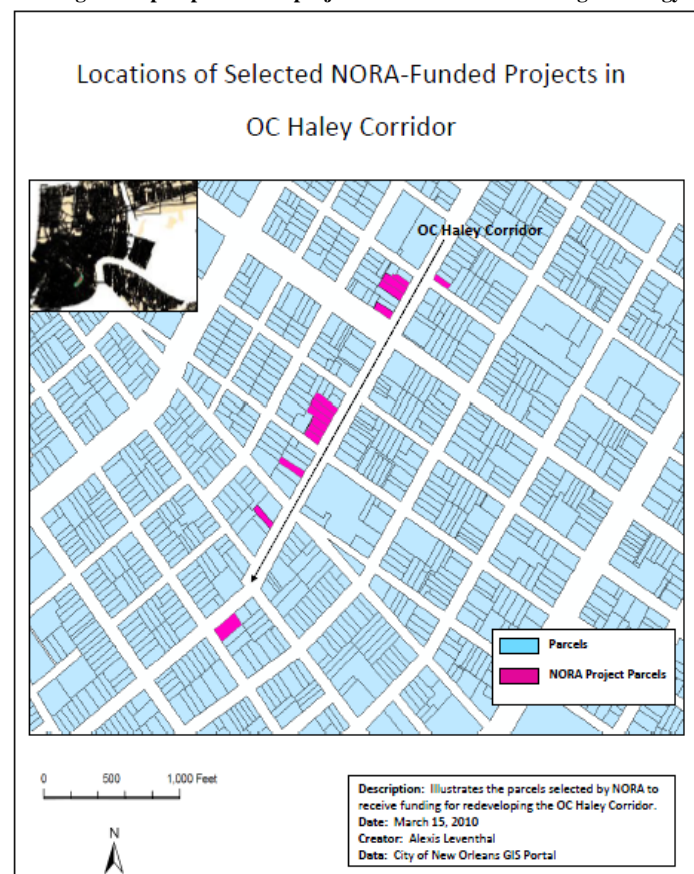 Locations of Selected NORA-Funded Projects in
OC Haley Corridor
OC Haley Corridor
Parcels
NORA Project Parcels
0 500 1,000 Feet
N
Description: Illustrates the parcels selected by NORA to
receive funding for redeveloping the OC Haley Corridor.
Date: March 15, 2010
Creator: Alexis Leventhal
Data: City of New Orleans GIS Portal